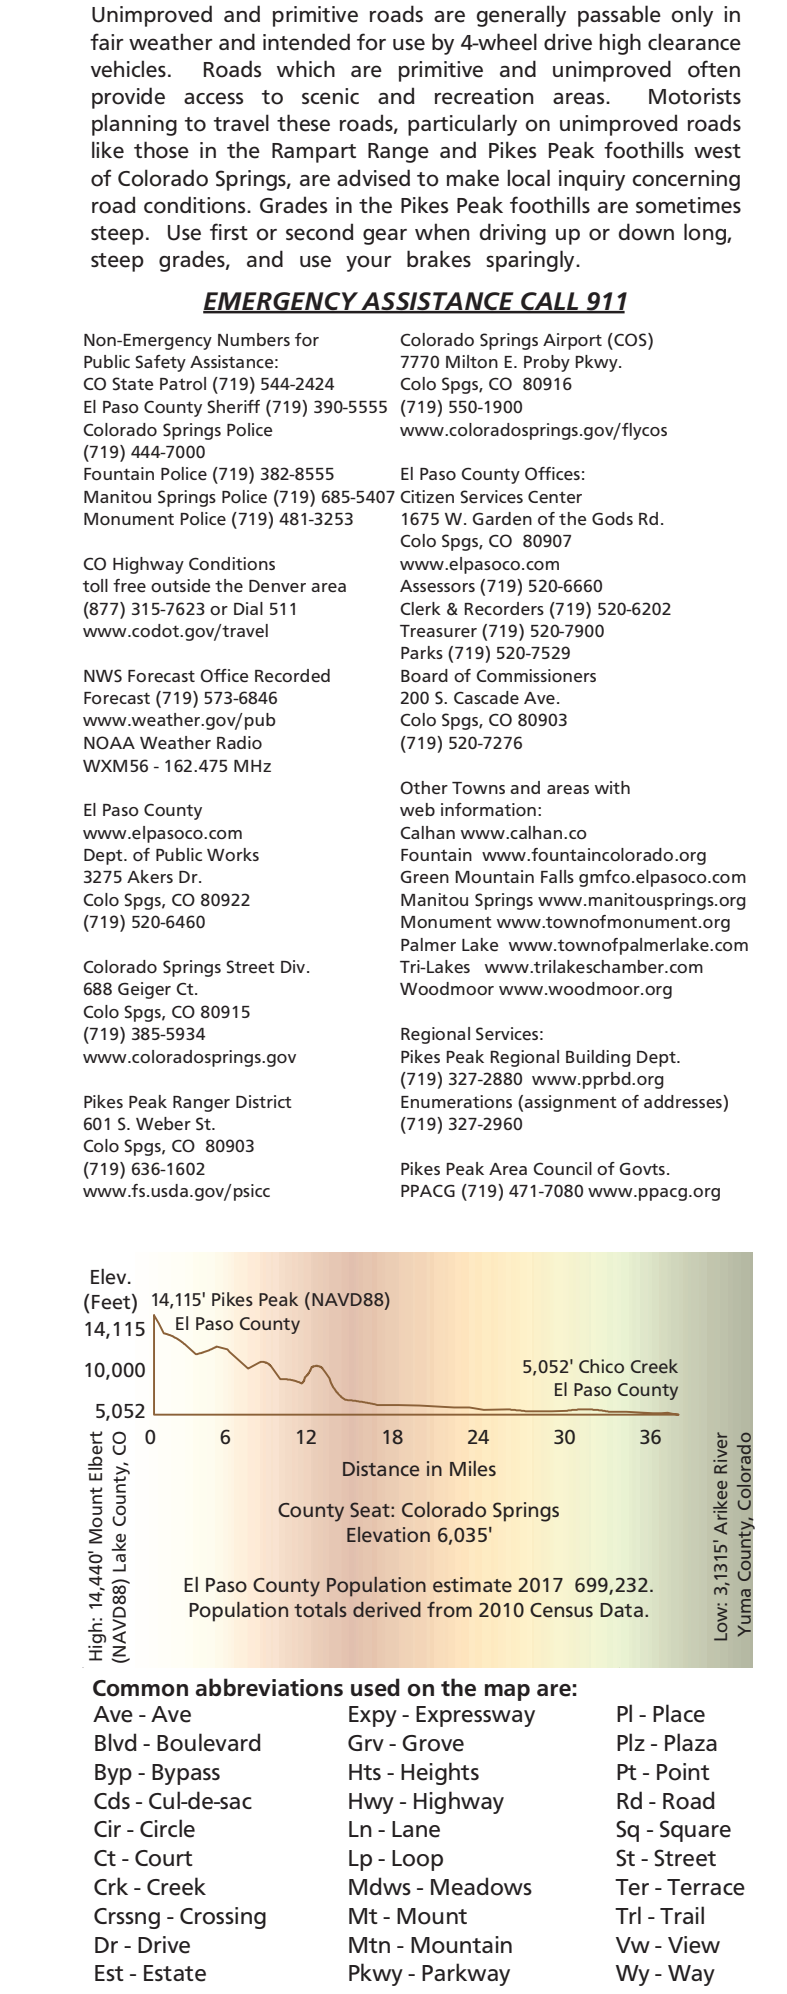 Unimproved and primitive roads are generally passable only in
fair weather and intended for use by 4-wheel drive high clearance
vehicles. Roads which are primitive and unimproved often
provide access to scenic and recreation areas. Motorists
planning to travel these roads, particularly on unimproved roads
like those in the Rampart Range and Pikes Peak foothills west
of Colorado Springs, are advised to make local inquiry concerning
road conditions. Grades in the Pikes Peak foothills are sometimes
steep. Use first or second gear when driving up or down long,
steep grades, and use your brakes sparingly.
EMERGENCY ASSISTANCE CALL 911
Non-Emergency Numbers for
Public Safety Assistance:
CO State Patrol (719) 544-2424
El Paso County Sheriff (719) 390-5555
Colorado Springs Police
(719) 444-7000
Fountain Police (719) 382-8555
Manitou Springs Police (719) 685-5407
Monument Police (719) 481-3253
CO Highway Conditions
toll free outside the Denver area
(877) 315-7623 or Dial 511
www.codot.gov/travel
NWS Forecast Office Recorded
Forecast (719) 573-6846
www.weather.gov/pub
NOAA Weather Radio
WXM56 - 162.475 MHz
El Paso County
www.elpasoco.com
Dept. of Public Works
3275 Akers Dr.
Colo Spgs, CO 80922
(719) 520-6460
Colorado Springs Street Div.
688 Geiger Ct.
Colo Spgs, CO 80915
(719) 385-5934
www.coloradosprings.gov
Pikes Peak Ranger District
601 S. Weber St.
Colo Spgs, CO 80903
(719) 636-1602
www.fs.usda.gov/psicc
Colorado Springs Airport (COS)
7770 Milton E. Proby Pkwy.
Colo Spgs, CO 80916
(719) 550-1900
www.coloradosprings.gov/flycos
El Paso County Offices:
Citizen Services Center
1675 W. Garden of the Gods Rd.
Colo Spgs, CO 80907
www.elpasoco.com
Assessors (719) 520-6660
Clerk & Recorders (719) 520-6202
Treasurer (719) 520-7900
Parks (719) 520-7529
Board of Commissioners
200 S. Cascade Ave.
Colo Spgs, CO 80903
(719) 520-7276
Other Towns and areas with
web information:
Calhan www.calhan.co
Fountain www.fountaincolorado.org
Green Mountain Falls gmfco.elpasoco.com
Manitou Springs www.manitousprings.org
Monument www.townofmonument.org
Palmer Lake www.townofpalmerlake.com
Tri-Lakes www.trilakeschamber.com
Woodmoor www.woodmoor.org
Regional Services:
Pikes Peak Regional Building Dept.
(719) 327-2880 www.pprbd.org
Enumerations (assignment of addresses)
(719) 327-2960
Pikes Peak Area Council of Govts.
PPACG (719) 471-7080 www.ppacg.org
Elev.
(Feet)
14,115' Pikes Peak (NAVD88)
El Paso County
14,115
10,000
5,052
5,052' Chico Creek
El Paso County
0 6 12 18 24 30 36
Distance in Miles
High: 14,440' Mount Elbert
(NAVD88) Lake County, CO
County Seat: Colorado Springs
Elevation 6,035'
El Paso County Population estimate 2017 699,232.
Population totals derived from 2010 Census Data.
Low: 3,1315' Arikee River
Yuma County, Colorado
Common abbreviations used on the map are:
Ave - Ave
Blvd - Boulevard
Byp - Bypass
Cds - Cul-de-sac
Cir - Circle
Ct - Court
Crk - Creek
Crssng - Crossing
Dr - Drive
Est - Estate
Expy - Expressway
Grv - Grove
Hts - Heights
Hwy - Highway
Ln - Lane
Lp - Loop
Mdws - Meadows
Mt - Mount
Mtn - Mountain
Pkwy - Parkway
Pl - Place
Plz - Plaza
Pt - Point
Rd - Road
Sq - Square
St - Street
Ter - Terrace
Trl - Trail
Vw - View
Wy - Way